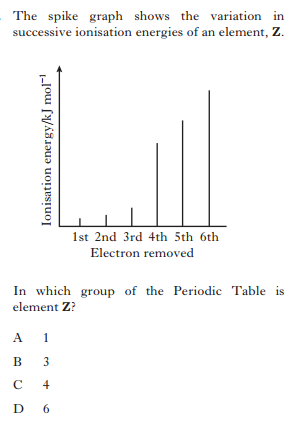 The spike graph shows the variation in
successive ionisation energies of an element, Z.
Ionisation energy/kJ mol⁻¹
1st 2nd 3rd 4th 5th 6th
Electron removed
In which group of the Periodic Table is
element Z?
A 1
B 3
C 4
D 6